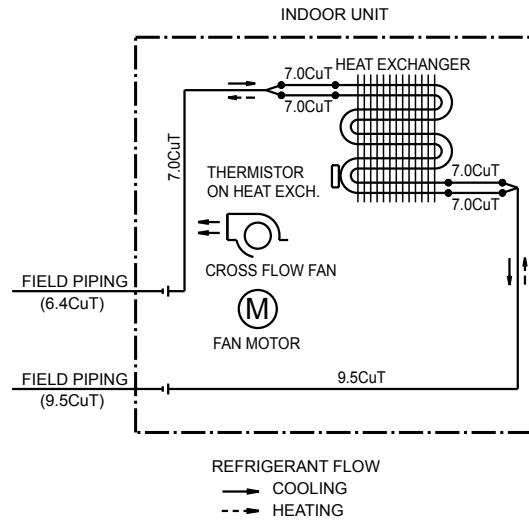 INDOOR UNIT
HEAT EXCHANGER
7.0CuT
7.0CuT
7.0CuT
THERMISTOR
ON HEAT EXCH.
7.0CuT
7.0CuT
CROSS FLOW FAN
FIELD PIPING
(6.4CuT)
M
FAN MOTOR
FIELD PIPING
(9.5CuT)
9.5CuT
REFRIGERANT FLOW
COOLING
HEATING